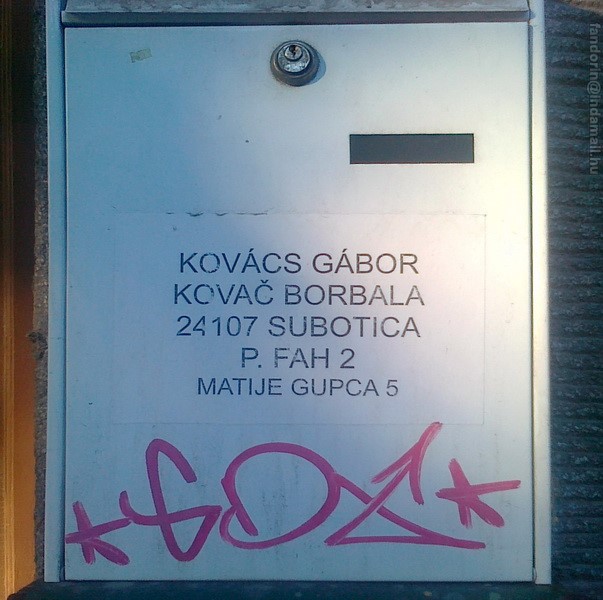 KOVÁCS GÁBOR
KOVAČ BORBALA
24107 SUBOTICA
P. FAH 2
MATIJE GUPCA 5
fandorin@indamail.hu